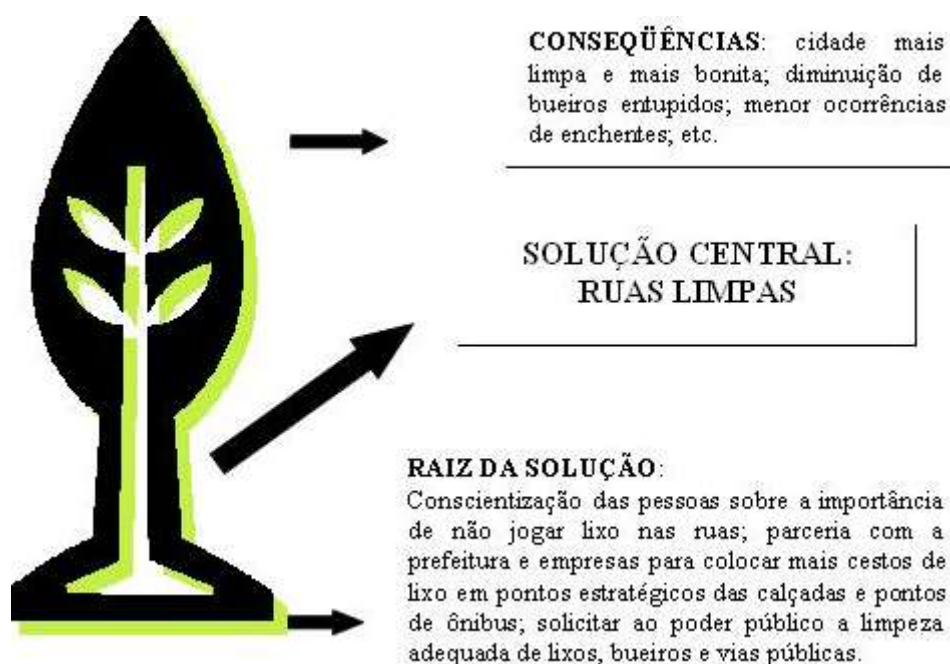 CONSEQÜÊNCIAS: cidade mais
limpa e mais bonita; diminuição de
bueiros entupidos; menor ocorrências
de enchentes; etc.
SOLUÇÃO CENTRAL:
RUAS LIMPAS
RAIZ DA SOLUÇÃO:
Conscientização das pessoas sobre a importância
de não jogar lixo nas ruas; parceria com a
prefeitura e empresas para colocar mais cestos de
lixo em pontos estratégicos das calçadas e pontos
de ônibus; solicitar ao poder público a limpeza
adequada de lixos, bueiros e vias públicas.